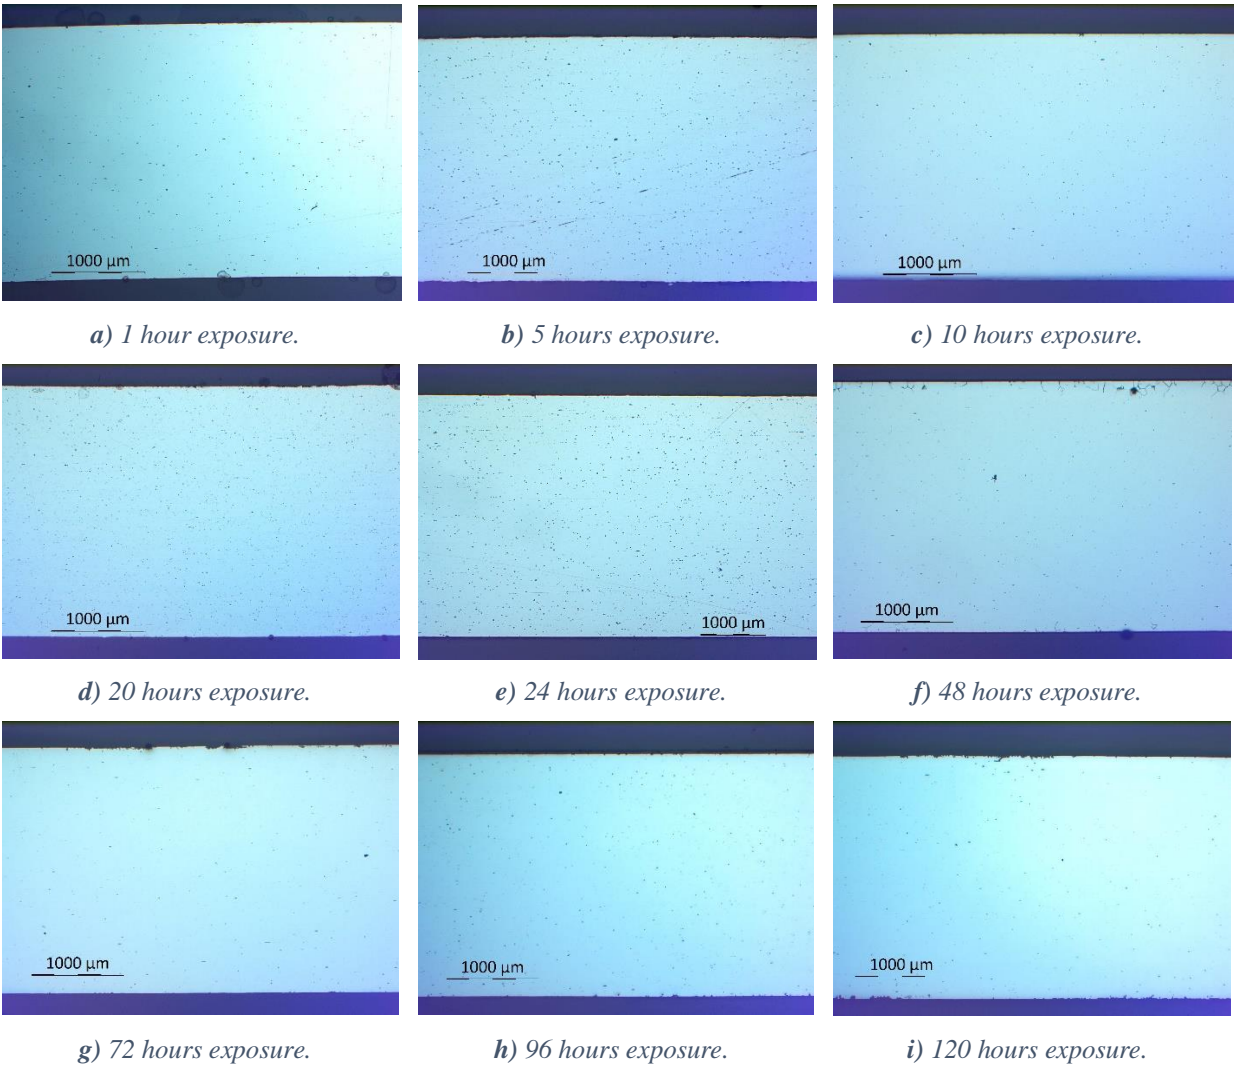 1000 µm
1000 µm
1000 µm
a) 1 hour exposure.
b) 5 hours exposure.
c) 10 hours exposure.
1000 µm
1000 µm
1000 µm
d) 20 hours exposure.
e) 24 hours exposure.
f) 48 hours exposure.
1000 µm
1000 µm
1000 µm
g) 72 hours exposure.
h) 96 hours exposure.
i) 120 hours exposure.